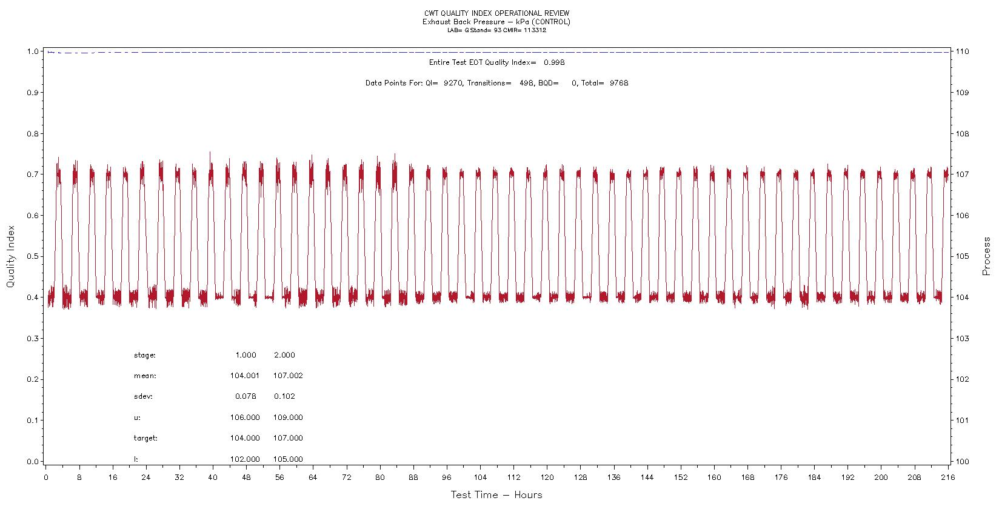 CWT QUALITY INDEX OPERATIONAL REVIEW
Exhaust Back Pressure - kPa (CONTROL)
LAB= G Stand= 93 CMIR= 113312
Entire Test EOT Quality Index= 0.998
Data Points For: QI= 9270, Transitions= 498, BQD= 0, Total= 9768
1.0
0.9
0.8
0.7
0.6
0.5
0.4
0.3
0.2
0.1
0.0
Quality Index
110
109
108
107
106
105
104
103
102
101
100
Process
stage: 1.000 2.000
mean: 104.001 107.002
sdev: 0.078 0.102
u: 106.000 109.000
target: 104.000 107.000
l: 102.000 105.000
0 8 16 24 32 40 48 56 64 72 80 88 96 104 112 120 128 136 144 152 160 168 176 184 192 200 208 216
Test Time - Hours